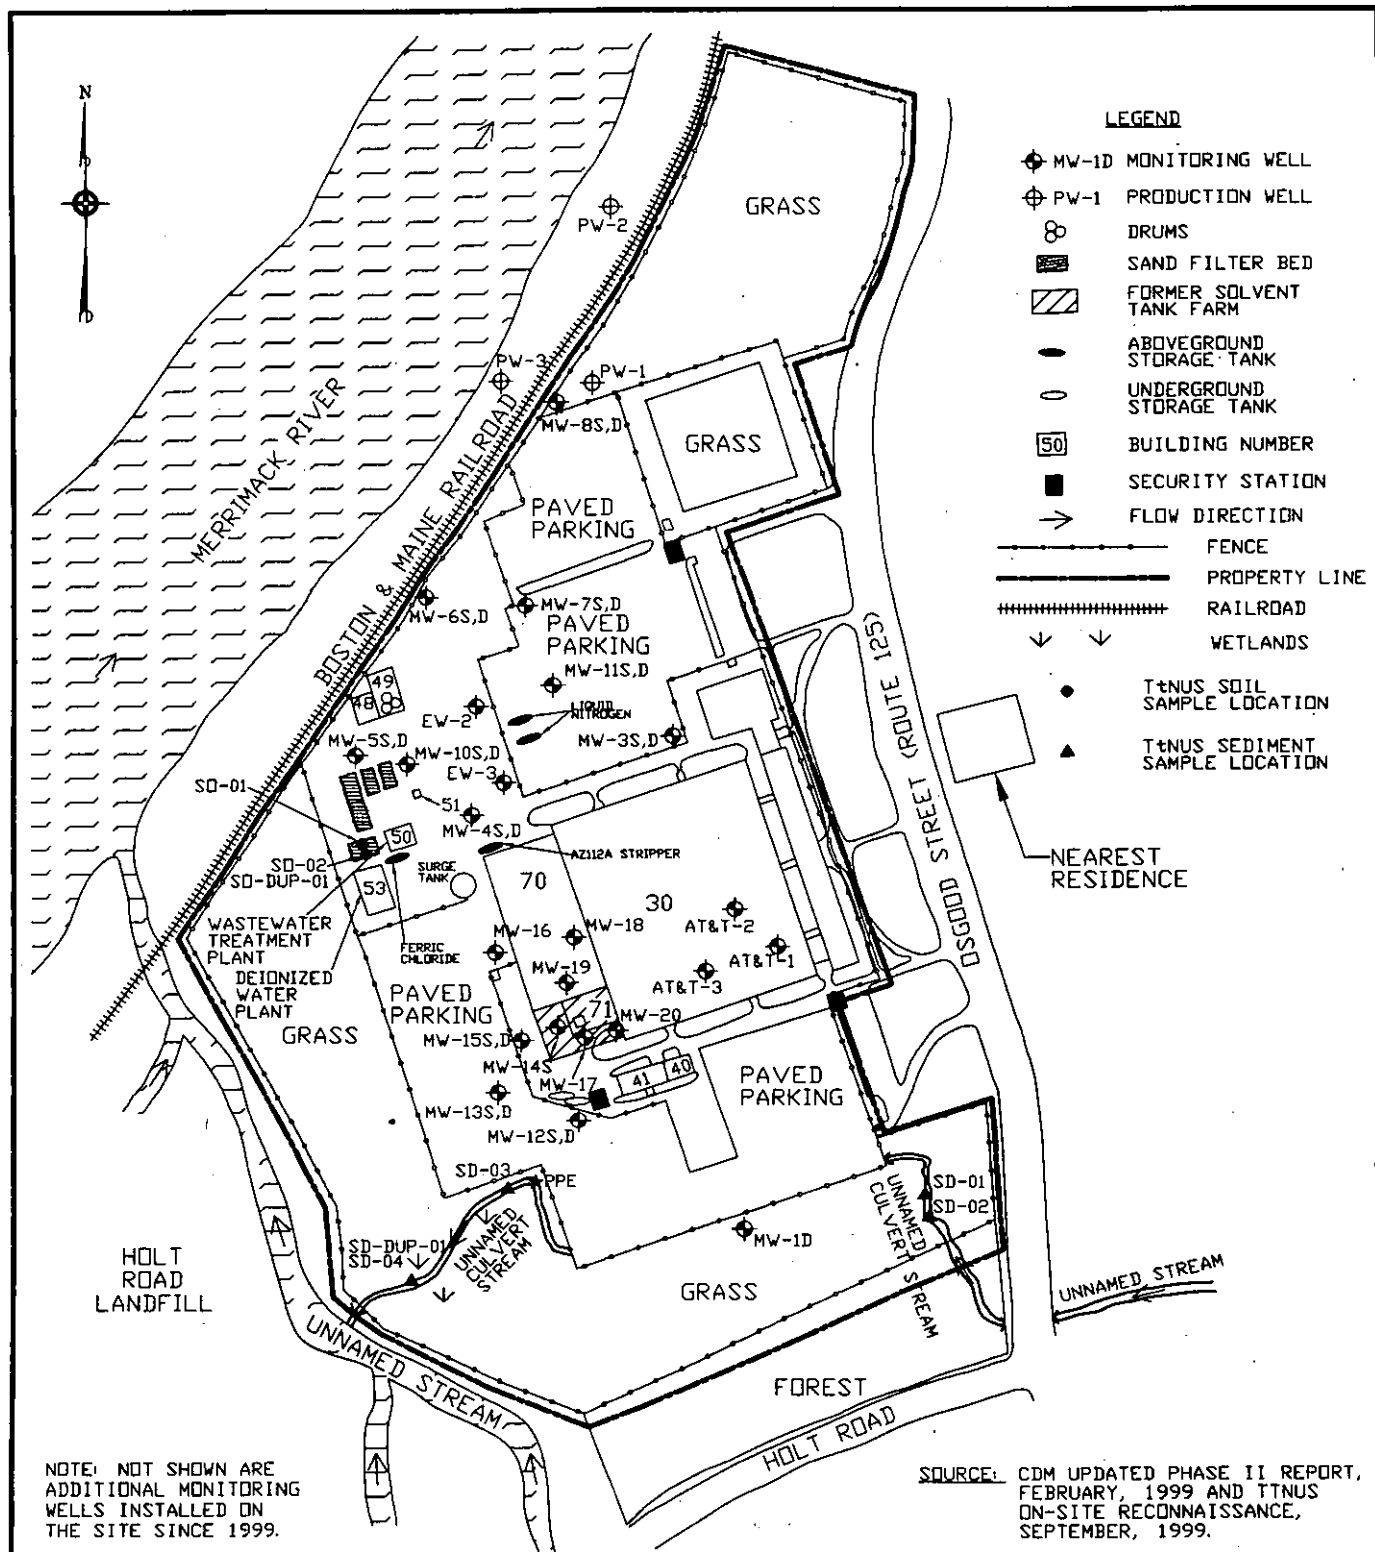 N
GRASS
LEGEND
MW-1D MONITORING WELL
PW-1 PRODUCTION WELL
DRUMS
SAND FILTER BED
FORMER SOLVENT
TANK FARM
ABOVEGROUND
STORAGE TANK
UNDERGROUND
STORAGE TANK
50 BUILDING NUMBER
SECURITY STATION
FLOW DIRECTION
FENCE
PROPERTY LINE
RAILROAD
WETLANDS
TtNUS SOIL
SAMPLE LOCATION
TtNUS SEDIMENT
SAMPLE LOCATION
PW-2
PW-3
PW-1
MW-8S,D
GRASS
MERRIMACK RIVER
BOSTON & MAINE RAILROAD
PAVED
PARKING
MW-6S,D
MW-7S,D
PAVED
PARKING
MW-11S,D
49
48
EW-2
LIQUID
NITROGEN
MW-3S,D
MW-5S,D
MW-10S,D
EW-3
SO-01
51
MW-4S,D
50
SO-02
SO-DUP-01
SURGE
TANK
AZ112A STRIPPER
53
70
30
OSGOOD STREET (ROUTE 125)
NEAREST
RESIDENCE
WASTEWATER
TREATMENT
PLANT
FERRIC
CHLORIDE
DEIONIZED
WATER
PLANT
MW-16
MW-18
MW-19
AT&T-2
AT&T-1
AT&T-3
GRASS
PAVED
PARKING
71
MW-20
MW-15S,D
MW-14S
MW-17
41
40
PAVED
PARKING
MW-13S,D
MW-12S,D
SD-03
PPE
SD-01
SD-02
UNNAMED
CULVERT STREAM
MW-1D
SD-DUP-01
SD-04
UNNAMED
CULVERT
STREAM
HOLT
ROAD
LANDFILL
GRASS
UNNAMED STREAM
UNNAMED STREAM
FOREST
HOLT ROAD
NOTE: NOT SHOWN ARE
ADDITIONAL MONITORING
WELLS INSTALLED ON
THE SITE SINCE 1999.
SOURCE: CDM UPDATED PHASE II REPORT,
FEBRUARY, 1999 AND TTNUS
ON-SITE RECONNAISSANCE,
SEPTEMBER, 1999.